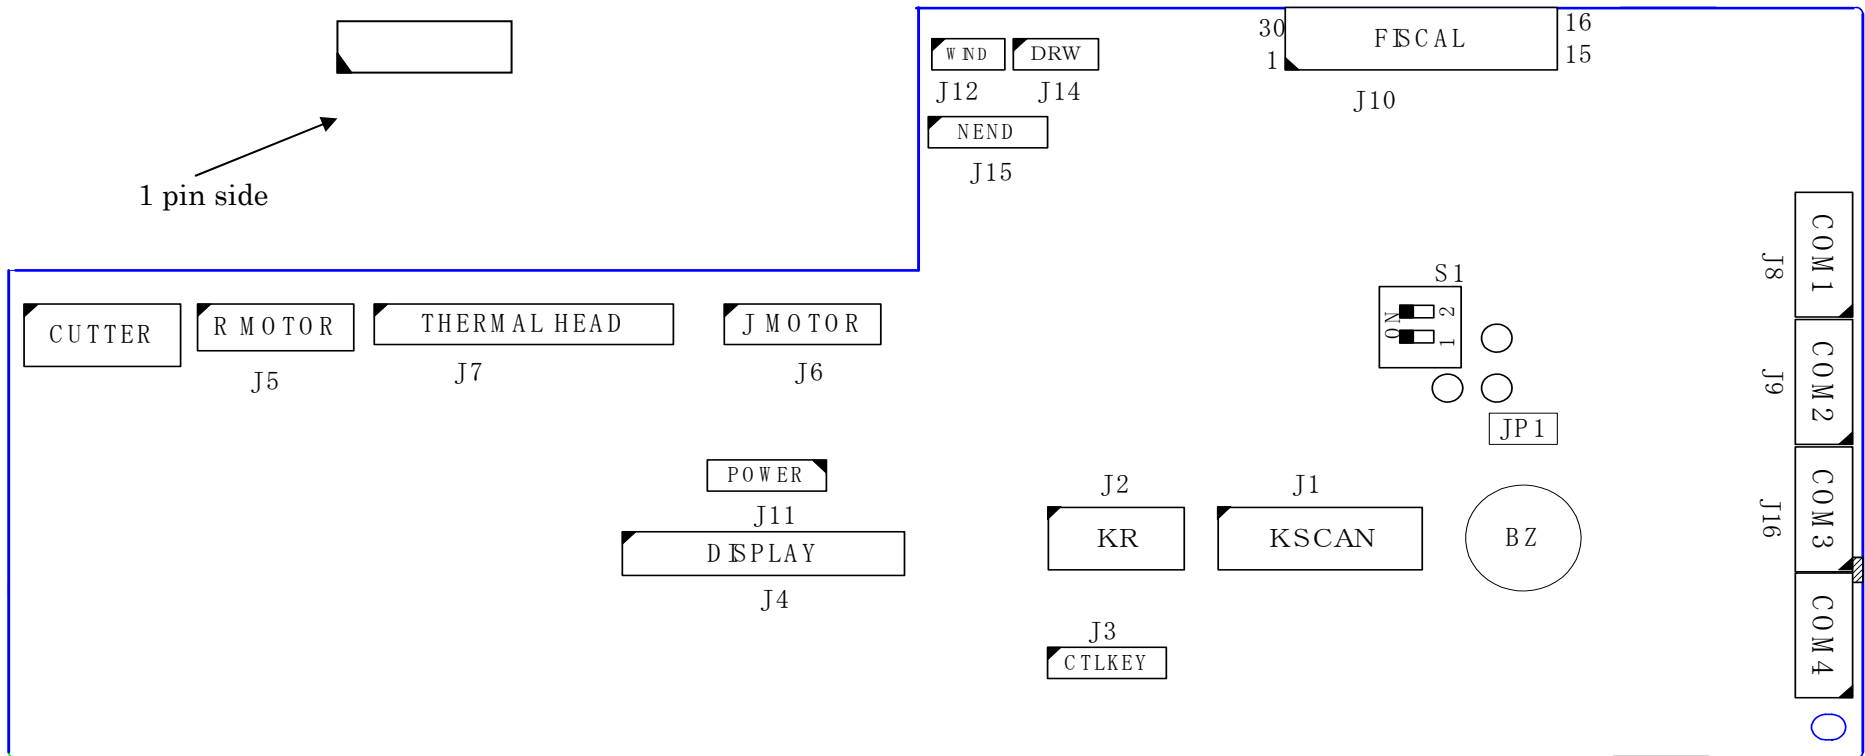 30
FISCAL
16
1
15
WIND
DRW
J12
J14
J10
NEND
J15
1 pin side
COM1
J8
S1
ON
2
1
CUTTER
R MOTOR
THERMAL HEAD
J MOTOR
J5
J7
J6
COM2
J9
JP1
POWER
J11
J2
J1
KR
KSCAN
BZ
COM3
J16
DISPLAY
J4
J3
CTLKEY
COM4